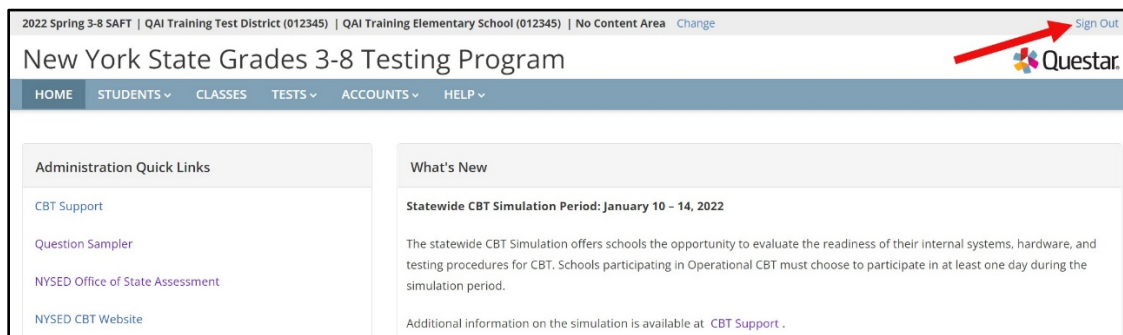 2022 Spring 3-8 SAFT | QAI Training Test District (012345) | QAI Training Elementary School (012345) | No Content Area Change
Sign Out
New York State Grades 3-8 Testing Program
Questar.
HOME STUDENTS CLASSES TESTS ACCOUNTS HELP
Administration Quick Links
CBT Support
Question Sampler
NYSED Office of State Assessment
NYSED CBT Website
What's New
Statewide CBT Simulation Period: January 10 – 14, 2022
The statewide CBT Simulation offers schools the opportunity to evaluate the readiness of their internal systems, hardware, and
testing procedures for CBT. Schools participating in Operational CBT must choose to participate in at least one day during the
simulation period.
Additional information on the simulation is available at CBT Support .